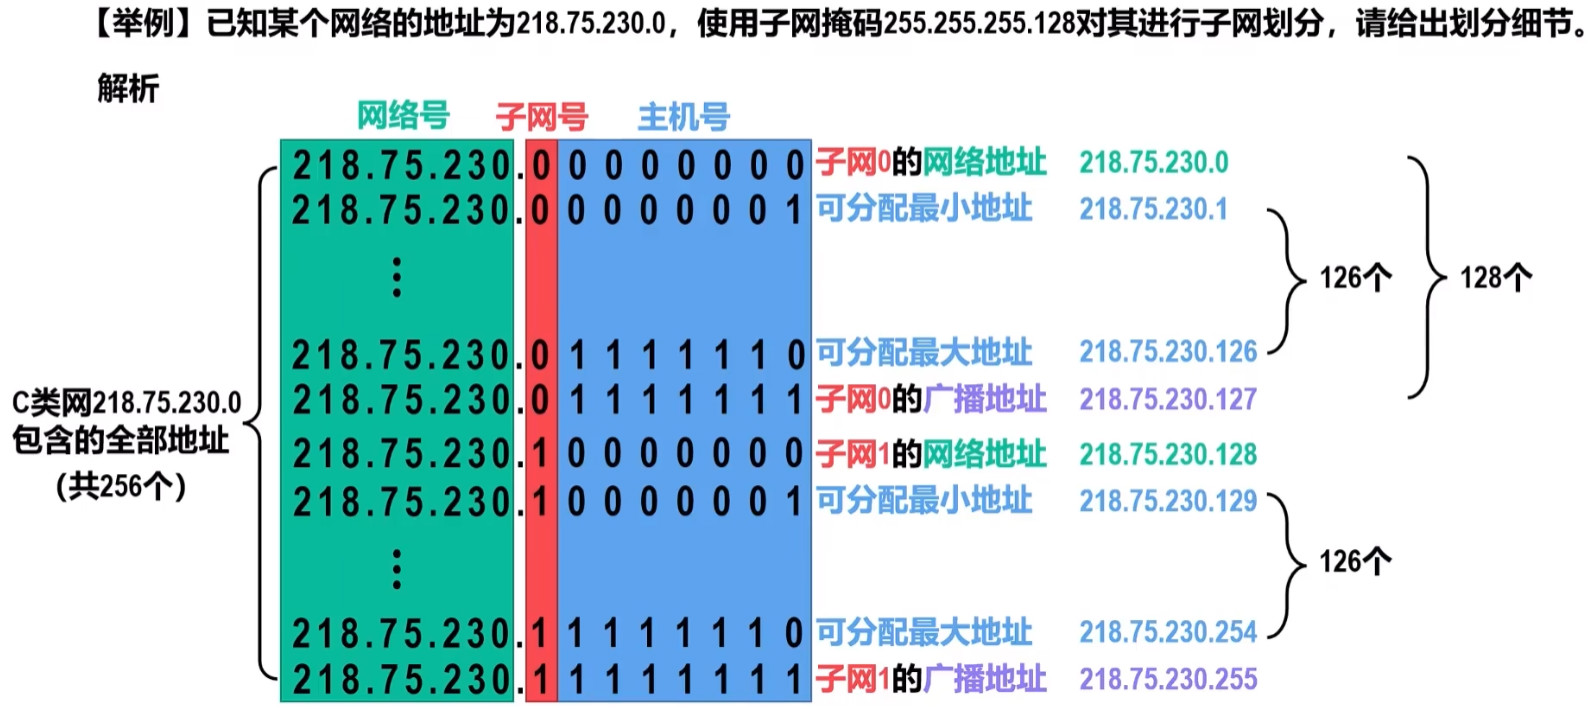 【举例】已知某个网络的地址为218.75.230.0，使用子网掩码255.255.255.128对其进行子网划分，请给出划分细节。
解析
网络号 子网号 主机号
218.75.230.0 0 0 0 0 0 0 0 子网0的网络地址 218.75.230.0
218.75.230.0 0 0 0 0 0 0 1 可分配最小地址 218.75.230.1
⋮
126个 128个
218.75.230.0 1 1 1 1 1 1 0 可分配最大地址 218.75.230.126
218.75.230.0 1 1 1 1 1 1 1 子网0的广播地址 218.75.230.127
C类网218.75.230.0
包含的全部地址
（共256个）
218.75.230.1 0 0 0 0 0 0 0 子网1的网络地址 218.75.230.128
218.75.230.1 0 0 0 0 0 0 1 可分配最小地址 218.75.230.129
⋮
126个
218.75.230.1 1 1 1 1 1 1 0 可分配最大地址 218.75.230.254
218.75.230.1 1 1 1 1 1 1 1 子网1的广播地址 218.75.230.255